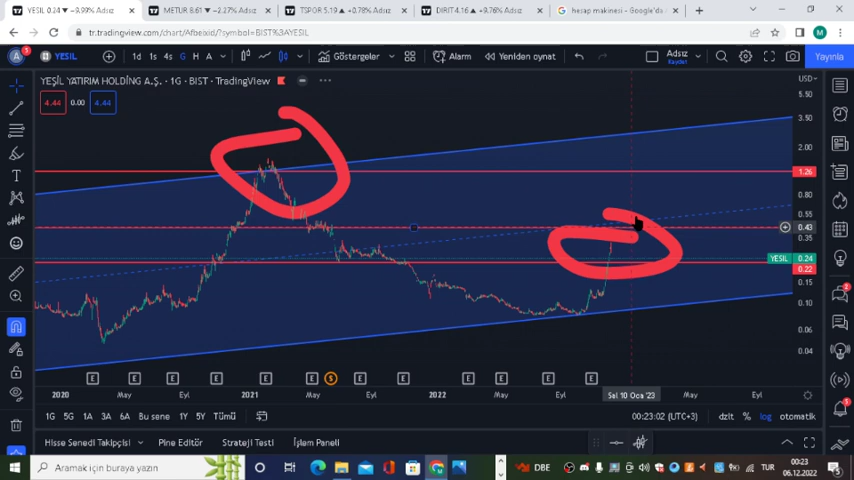 YESIL 0.24 ▼ −9.99% Adsız
METUR 8.61 ▼ −2.27% Adsız
TSPOR 5.19 ▲ +0.78% Adsız
DIRIT 4.16 ▲ +9.76% Adsız
hesap makinesi - Google'da
tr.tradingview.com/chart/Afbeixid/?symbol=BIST%3AYESIL
A 3 YESIL 1d 1s 4s G H A Göstergeler Alarm Yeniden oynat Adsız Yayınla
Kaydet
YEŞİL YATIRIM HOLDİNG A.Ş. · 1G · BIST · TradingView
USD
4.44 0.00 4.44
5.50
3.50
2.00
1.26
0.80
0.55
0.43
0.35
YESIL 0.24
0.22
0.15
0.10
0.06
0.04
E E E E E E S E E E E E E
2020 May Eyl 2021 May Eyl 2022 May Eyl Sal 10 Oca '23 May Eyl
1G 5G 1A 3A 6A Bu sene 1Y 5Y Tümü 00:23:02 (UTC+3) dzlt % log otomatik
Hisse Senedi Takipçisi Pine Editör Strateji Testi İşlem Paneli
Aramak için buraya yazın DBE TUR 00:23
06.12.2022